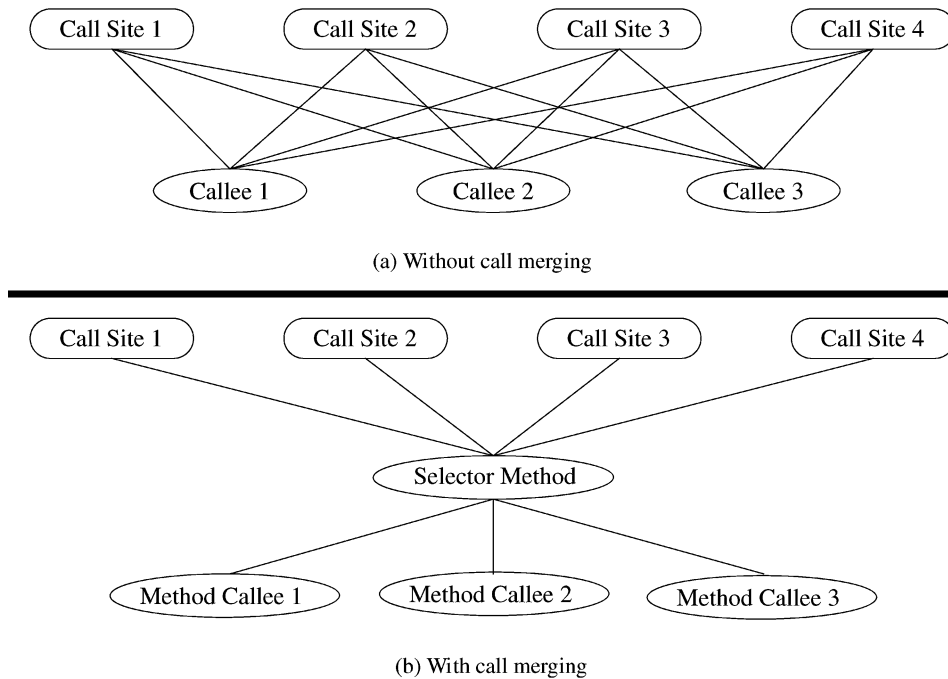 Call Site 1 Call Site 2 Call Site 3 Call Site 4
Callee 1 Callee 2 Callee 3
(a) Without call merging
Call Site 1 Call Site 2 Call Site 3 Call Site 4
Selector Method
Method Callee 1 Method Callee 2 Method Callee 3
(b) With call merging